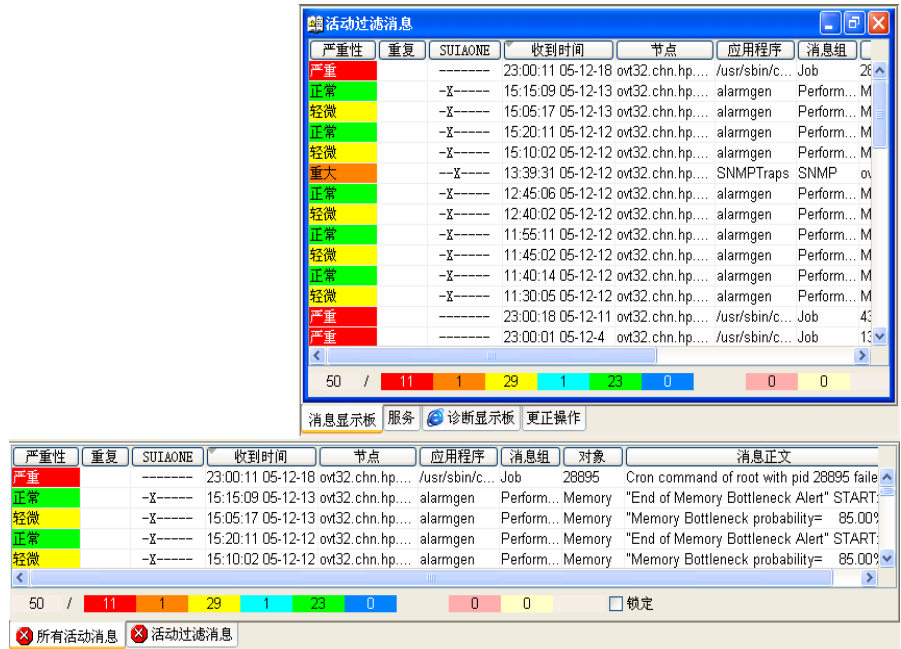 活动过滤消息
严重性 重复 SUIAONE 收到时间 节点 应用程序 消息组
严重 ------- 23:00:11 05-12-18 ovt32.chn.hp.... /usr/sbin/c... Job 28
正常 -X----- 15:15:09 05-12-13 ovt32.chn.hp.... alarmgen Perform... M
轻微 -X----- 15:05:17 05-12-13 ovt32.chn.hp.... alarmgen Perform... M
正常 -X----- 15:20:11 05-12-12 ovt32.chn.hp.... alarmgen Perform... M
轻微 -X----- 15:10:02 05-12-12 ovt32.chn.hp.... alarmgen Perform... M
重大 --X---- 13:39:31 05-12-12 ovt32.chn.hp.... SNMPTraps SNMP ov
正常 -X----- 12:45:06 05-12-12 ovt32.chn.hp.... alarmgen Perform... M
轻微 -X----- 12:40:02 05-12-12 ovt32.chn.hp.... alarmgen Perform... M
正常 -X----- 11:55:11 05-12-12 ovt32.chn.hp.... alarmgen Perform... M
轻微 -X----- 11:45:02 05-12-12 ovt32.chn.hp.... alarmgen Perform... M
正常 -X----- 11:40:14 05-12-12 ovt32.chn.hp.... alarmgen Perform... M
轻微 -X----- 11:30:05 05-12-12 ovt32.chn.hp.... alarmgen Perform... M
严重 ------- 23:00:18 05-12-11 ovt32.chn.hp.... /usr/sbin/c... Job 43
严重 ------- 23:00:01 05-12-4 ovt32.chn.hp.... /usr/sbin/c... Job 13
50 / 11 1 29 1 23 0 0 0
消息显示板 服务 诊断显示板 更正操作
严重性 重复 SUIAONE 收到时间 节点 应用程序 消息组 对象 消息正文
严重 ------- 23:00:11 05-12-18 ovt32.chn.hp.... /usr/sbin/c... Job 28895 Cron command of root with pid 28895 faile
正常 -X----- 15:15:09 05-12-13 ovt32.chn.hp.... alarmgen Perform... Memory "End of Memory Bottleneck Alert" START:
轻微 -X----- 15:05:17 05-12-13 ovt32.chn.hp.... alarmgen Perform... Memory "Memory Bottleneck probability= 85.00%
正常 -X----- 15:20:11 05-12-12 ovt32.chn.hp.... alarmgen Perform... Memory "End of Memory Bottleneck Alert" START:
轻微 -X----- 15:10:02 05-12-12 ovt32.chn.hp.... alarmgen Perform... Memory "Memory Bottleneck probability= 85.00%
50 / 11 1 29 1 23 0 0 0 锁定
所有活动消息 活动过滤消息